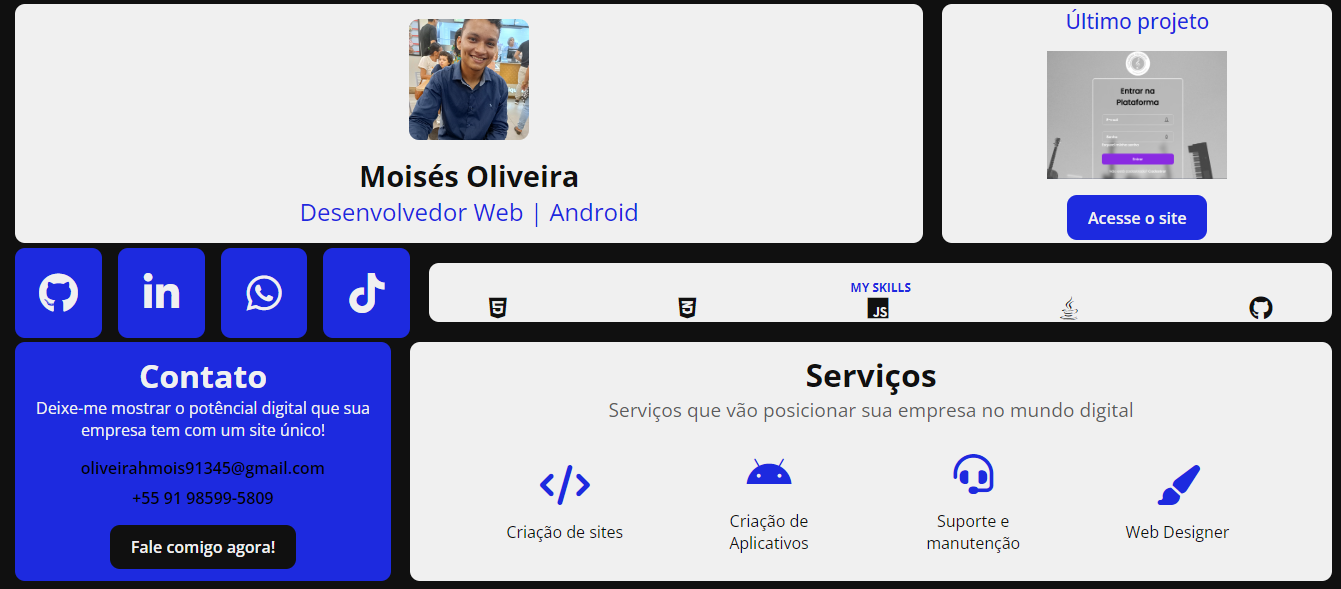 Moisés Oliveira
Desenvolvedor Web | Android
Último projeto
Entrar na
Plataforma
Acesse o site
MY SKILLS
JS
Contato
Deixe-me mostrar o potêncial digital que sua
empresa tem com um site único!
oliveirahmois91345@gmail.com
+55 91 98599-5809
Fale comigo agora!
Serviços
Serviços que vão posicionar sua empresa no mundo digital
Criação de sites
Criação de
Aplicativos
Suporte e
manutenção
Web Designer